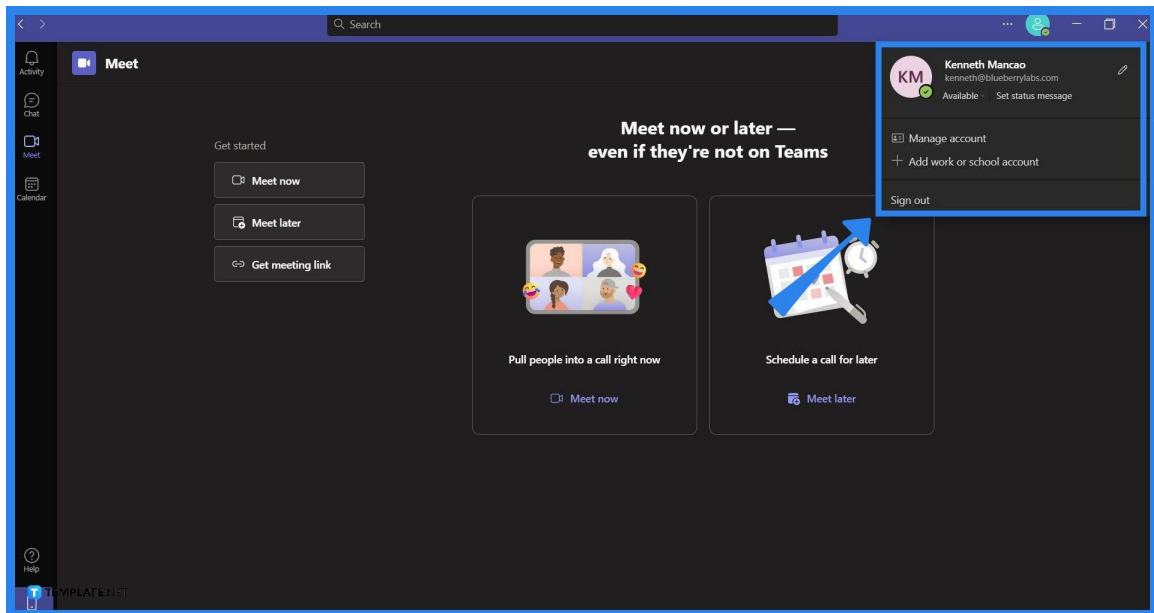 Search
...
Activity
Chat
Meet
Calendar
Help
Meet
Get started
Meet now
Meet later
Get meeting link
Meet now or later —
even if they're not on Teams
Pull people into a call right now
Meet now
Schedule a call for later
Meet later
KM
Kenneth Mancao
kenneth@blueberrylabs.com
Available
Set status message
Manage account
Add work or school account
Sign out
T TEMPLATE.NET